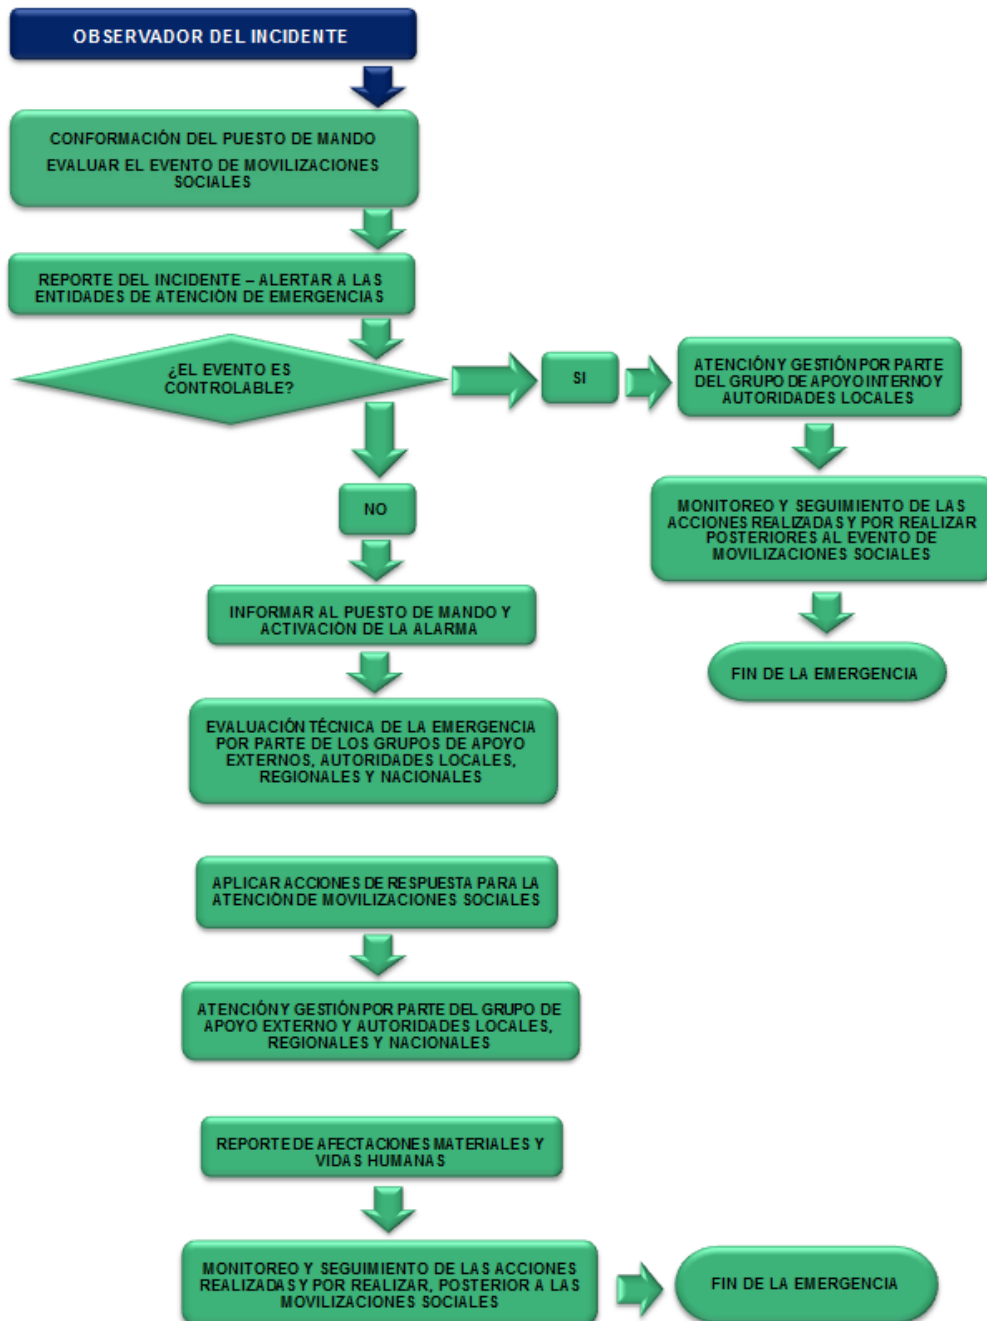 OBSERVADOR DEL INCIDENTE
CONFORMACIÓN DEL PUESTO DE MANDO
EVALUAR EL EVENTO DE MOVILIZACIONES
SOCIALES
REPORTE DEL INCIDENTE – ALERTAR A LAS
ENTIDADES DE ATENCIÓN DE EMERGENCIAS
¿EL EVENTO ES
CONTROLABLE?
SI
ATENCIÓN Y GESTIÓN POR PARTE
DEL GRUPO DE APOYO INTERNO Y
AUTORIDADES LOCALES
MONITOREO Y SEGUIMIENTO DE LAS
ACCIONES REALIZADAS Y POR REALIZAR
POSTERIORES AL EVENTO DE
MOVILIZACIONES SOCIALES
FIN DE LA EMERGENCIA
NO
INFORMAR AL PUESTO DE MANDO Y
ACTIVACIÓN DE LA ALARMA
EVALUACIÓN TÉCNICA DE LA EMERGENCIA
POR PARTE DE LOS GRUPOS DE APOYO
EXTERNOS, AUTORIDADES LOCALES,
REGIONALES Y NACIONALES
APLICAR ACCIONES DE RESPUESTA PARA LA
ATENCIÓN DE MOVILIZACIONES SOCIALES
ATENCIÓN Y GESTIÓN POR PARTE DEL GRUPO DE
APOYO EXTERNO Y AUTORIDADES LOCALES,
REGIONALES Y NACIONALES
REPORTE DE AFECTACIONES MATERIALES Y
VIDAS HUMANAS
MONITOREO Y SEGUIMIENTO DE LAS ACCIONES
REALIZADAS Y POR REALIZAR, POSTERIOR A LAS
MOVILIZACIONES SOCIALES
FIN DE LA EMERGENCIA